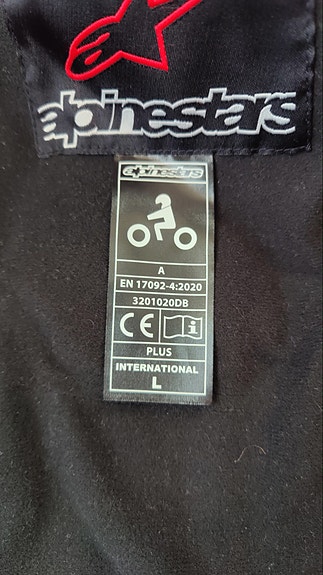 alpinestars
alpinestars
A
EN 17092-4:2020
3201020DB
CE i
PLUS
INTERNATIONAL
L